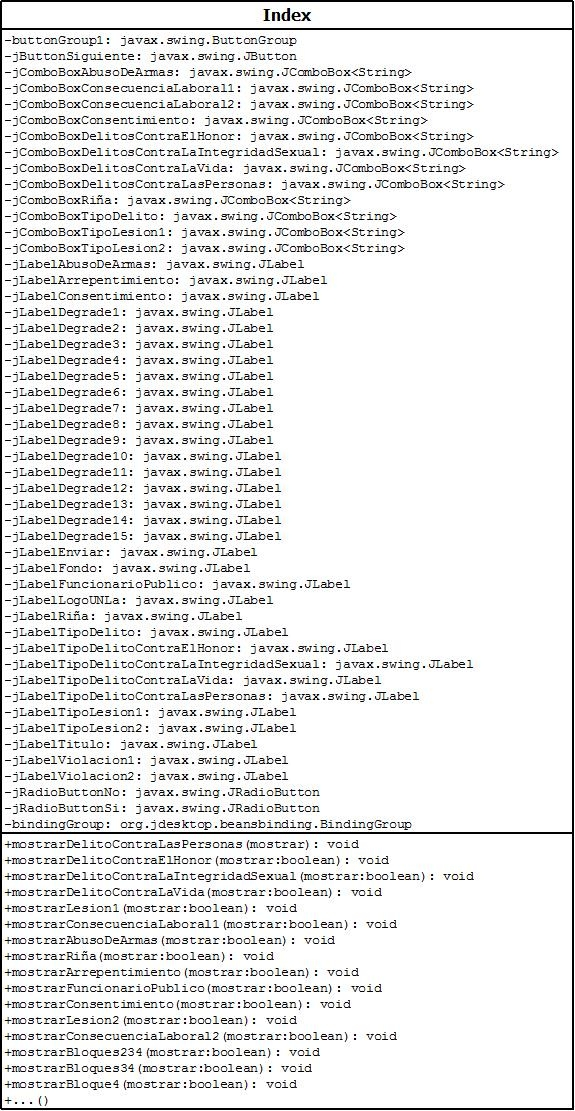 Index
-buttonGroup1: javax.swing.ButtonGroup
-jButtonSiguiente: javax.swing.JButton
-jComboBoxAbusoDeArmas: javax.swing.JComboBox<String>
-jComboBoxConsecuenciaLaboral1: javax.swing.JComboBox<String>
-jComboBoxConsecuenciaLaboral2: javax.swing.JComboBox<String>
-jComboBoxConsentimiento: javax.swing.JComboBox<String>
-jComboBoxDelitosContraElHonor: javax.swing.JComboBox<String>
-jComboBoxDelitosContraLaIntegridadSexual: javax.swing.JComboBox<String>
-jComboBoxDelitosContraLaVida: javax.swing.JComboBox<String>
-jComboBoxDelitosContraLasPersonas: javax.swing.JComboBox<String>
-jComboBoxRiña: javax.swing.JComboBox<String>
-jComboBoxTipoDelito: javax.swing.JComboBox<String>
-jComboBoxTipoLesion1: javax.swing.JComboBox<String>
-jComboBoxTipoLesion2: javax.swing.JComboBox<String>
-jLabelAbusoDeArmas: javax.swing.JLabel
-jLabelArrepentimiento: javax.swing.JLabel
-jLabelConsentimiento: javax.swing.JLabel
-jLabelDegrade1: javax.swing.JLabel
-jLabelDegrade2: javax.swing.JLabel
-jLabelDegrade3: javax.swing.JLabel
-jLabelDegrade4: javax.swing.JLabel
-jLabelDegrade5: javax.swing.JLabel
-jLabelDegrade6: javax.swing.JLabel
-jLabelDegrade7: javax.swing.JLabel
-jLabelDegrade8: javax.swing.JLabel
-jLabelDegrade9: javax.swing.JLabel
-jLabelDegrade10: javax.swing.JLabel
-jLabelDegrade11: javax.swing.JLabel
-jLabelDegrade12: javax.swing.JLabel
-jLabelDegrade13: javax.swing.JLabel
-jLabelDegrade14: javax.swing.JLabel
-jLabelDegrade15: javax.swing.JLabel
-jLabelEnviar: javax.swing.JLabel
-jLabelFondo: javax.swing.JLabel
-jLabelFuncionarioPublico: javax.swing.JLabel
-jLabelLogoUNLa: javax.swing.JLabel
-jLabelRiña: javax.swing.JLabel
-jLabelTipoDelito: javax.swing.JLabel
-jLabelTipoDelitoContraElHonor: javax.swing.JLabel
-jLabelTipoDelitoContraLaIntegridadSexual: javax.swing.JLabel
-jLabelTipoDelitoContraLaVida: javax.swing.JLabel
-jLabelTipoDelitoContraLasPersonas: javax.swing.JLabel
-jLabelTipoLesion1: javax.swing.JLabel
-jLabelTipoLesion2: javax.swing.JLabel
-jLabelTitulo: javax.swing.JLabel
-jLabelViolacion1: javax.swing.JLabel
-jLabelViolacion2: javax.swing.JLabel
-jRadioButtonNo: javax.swing.JRadioButton
-jRadioButtonSi: javax.swing.JRadioButton
-bindingGroup: org.jdesktop.beansbinding.BindingGroup
+mostrarDelitoContraLasPersonas(mostrar): void
+mostrarDelitoContraElHonor(mostrar:boolean): void
+mostrarDelitoContraLaIntegridadSexual(mostrar:boolean): void
+mostrarDelitoContraLaVida(mostrar:boolean): void
+mostrarLesion1(mostrar:boolean): void
+mostrarConsecuenciaLaboral1(mostrar:boolean): void
+mostrarAbusoDeArmas(mostrar:boolean): void
+mostrarRiña(mostrar:boolean): void
+mostrarArrepentimiento(mostrar:boolean): void
+mostrarFuncionarioPublico(mostrar:boolean): void
+mostrarConsentimiento(mostrar:boolean): void
+mostrarLesion2(mostrar:boolean): void
+mostrarConsecuenciaLaboral2(mostrar:boolean): void
+mostrarBloques234(mostrar:boolean): void
+mostrarBloques34(mostrar:boolean): void
+mostrarBloque4(mostrar:boolean): void
+...()